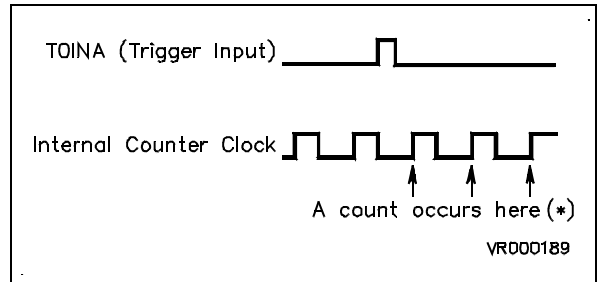 T0INA (Trigger Input)
Internal Counter Clock
A count occurs here (*)
VR000189